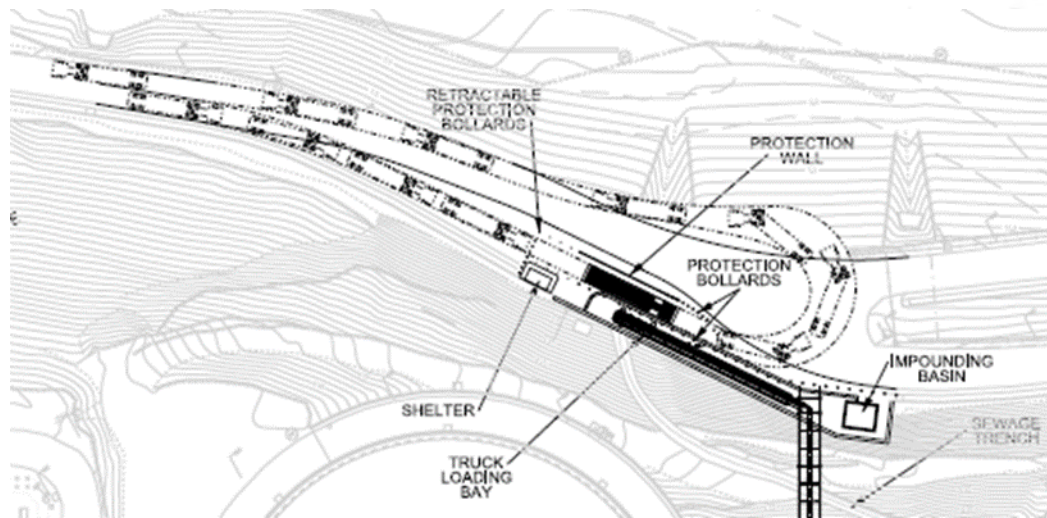 RETRACTABLE
PROTECTION
BOLLARDS
PROTECTION
WALL
PROTECTION
BOLLARDS
IMPOUNDING
BASIN
SHELTER
SEWAGE
TRENCH
TRUCK
LOADING
BAY